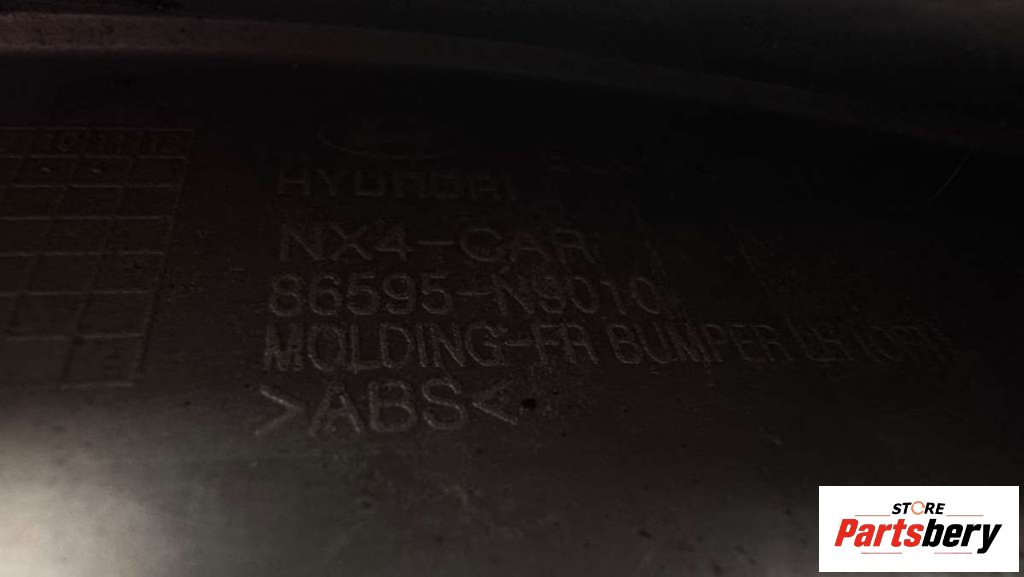 HYUNDAI
NX4-CAR
86595-N9010
MOLDING-FR BUMPER
>ABS<
STORE
Partsbery